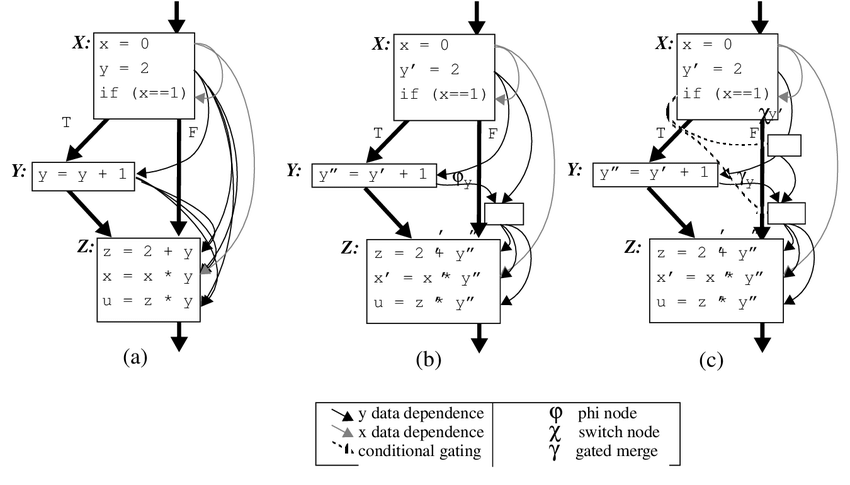 X: x = 0
y = 2
if (x==1)
T
F
Y: y = y + 1
Z: z = 2 + y
x = x * y
u = z * y
(a)
X: x = 0
y′ = 2
if (x==1)
T
F
Y: y″ = y′ + 1
φy
Z: z = 2 + y″
x′ = x * y″
u = z * y″
(b)
X: x = 0
y′ = 2
if (x==1)
χy′
T
F
Y: y″ = y′ + 1
γy
Z: z = 2 + y″
x′ = x * y″
u = z * y″
(c)
y data dependence
x data dependence
conditional gating
φ phi node
χ switch node
γ gated merge